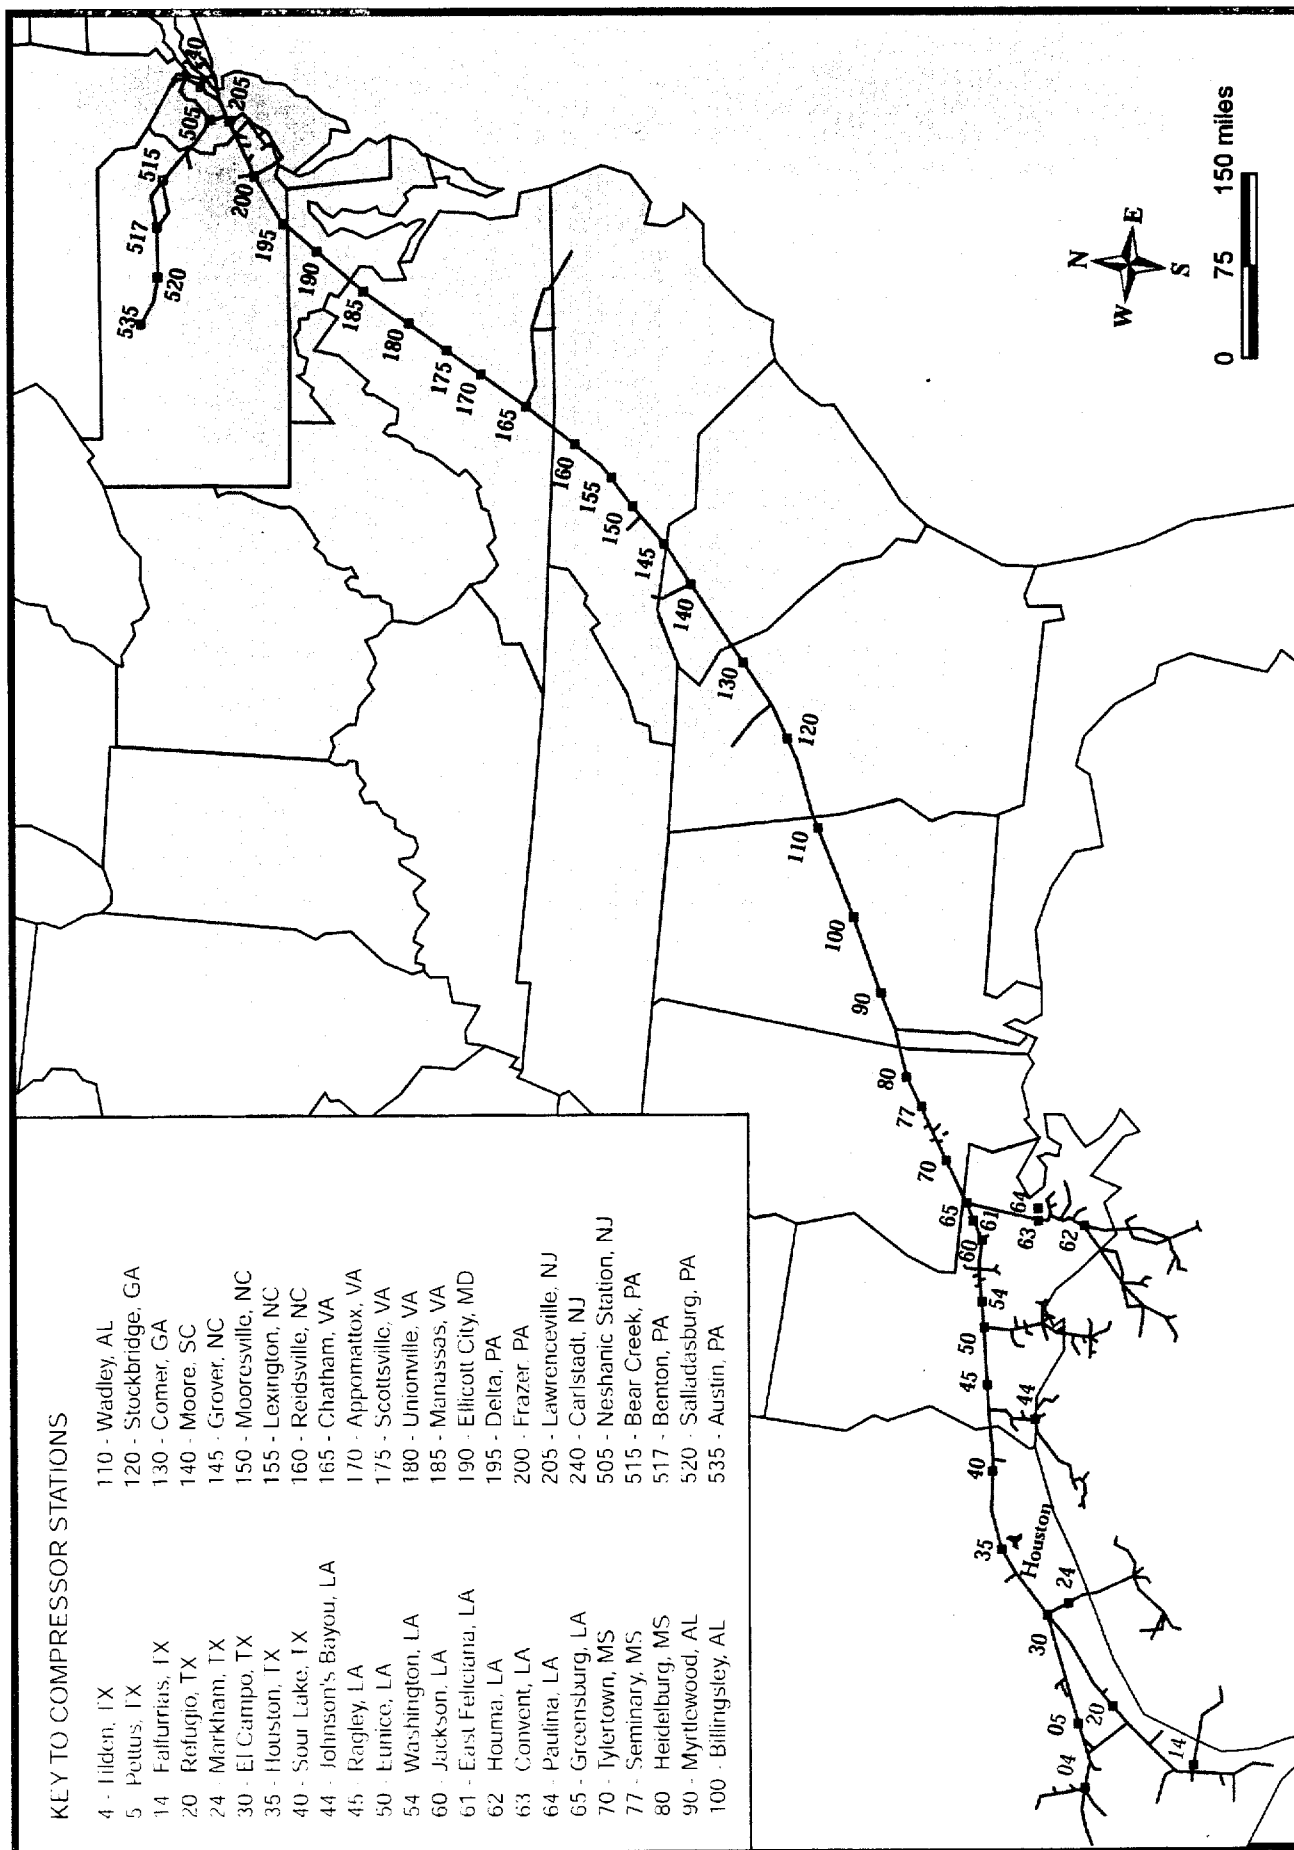 KEY TO COMPRESSOR STATIONS
4 - Tilden, TX
5 - Pettus, TX
14 - Falfurrias, TX
20 - Refugio, TX
24 - Markham, TX
30 - El Campo, TX
35 - Houston, TX
40 - Sour Lake, TX
44 - Johnson's Bayou, LA
45 - Ragley, LA
50 - Eunice, LA
54 - Washington, LA
60 - Jackson, LA
61 - East Feliciana, LA
62 - Houma, LA
63 - Convent, LA
64 - Paulina, LA
65 - Greensburg, LA
70 - Tylertown, MS
77 - Seminary, MS
80 - Heidelburg, MS
90 - Myrtlewood, AL
100 - Billingsley, AL
110 - Wadley, AL
120 - Stockbridge, GA
130 - Comer, GA
140 - Moore, SC
145 - Grover, NC
150 - Mooresville, NC
155 - Lexington, NC
160 - Reidsville, NC
165 - Chatham, VA
170 - Appomattox, VA
175 - Scottsville, VA
180 - Unionville, VA
185 - Manassas, VA
190 - Ellicott City, MD
195 - Delta, PA
200 - Frazer, PA
205 - Lawrenceville, NJ
240 - Carlstadt, NJ
505 - Neshanic Station, NJ
515 - Bear Creek, PA
517 - Benton, PA
520 - Salladasburg, PA
535 - Austin, PA
535
520
517
515
505
205
200
195
190
185
180
175
170
165
160
155
150
145
140
130
120
110
100
90
80
77
70
65
61
60
64
63
62
54
50
45
44
40
35
Houston
30
24
20
05
04
14
N
E
S
W
0 75 150 miles